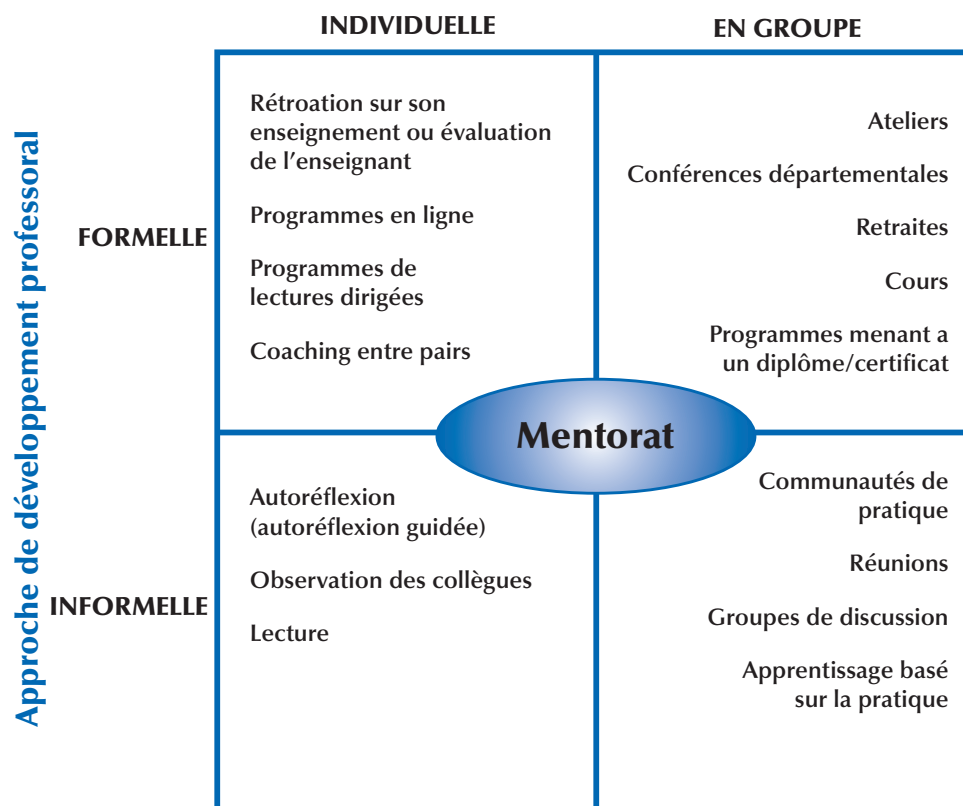 INDIVIDUELLE
EN GROUPE
Approche de développement professoral
FORMELLE
Rétroation sur son
enseignement ou évaluation
de l'enseignant
Programmes en ligne
Programmes de
lectures dirigées
Coaching entre pairs
Ateliers
Conférences départementales
Retraites
Cours
Programmes menant a
un diplôme/certificat
Mentorat
INFORMELLE
Autoréflexion
(autoréflexion guidée)
Observation des collègues
Lecture
Communautés de
pratique
Réunions
Groupes de discussion
Apprentissage basé
sur la pratique